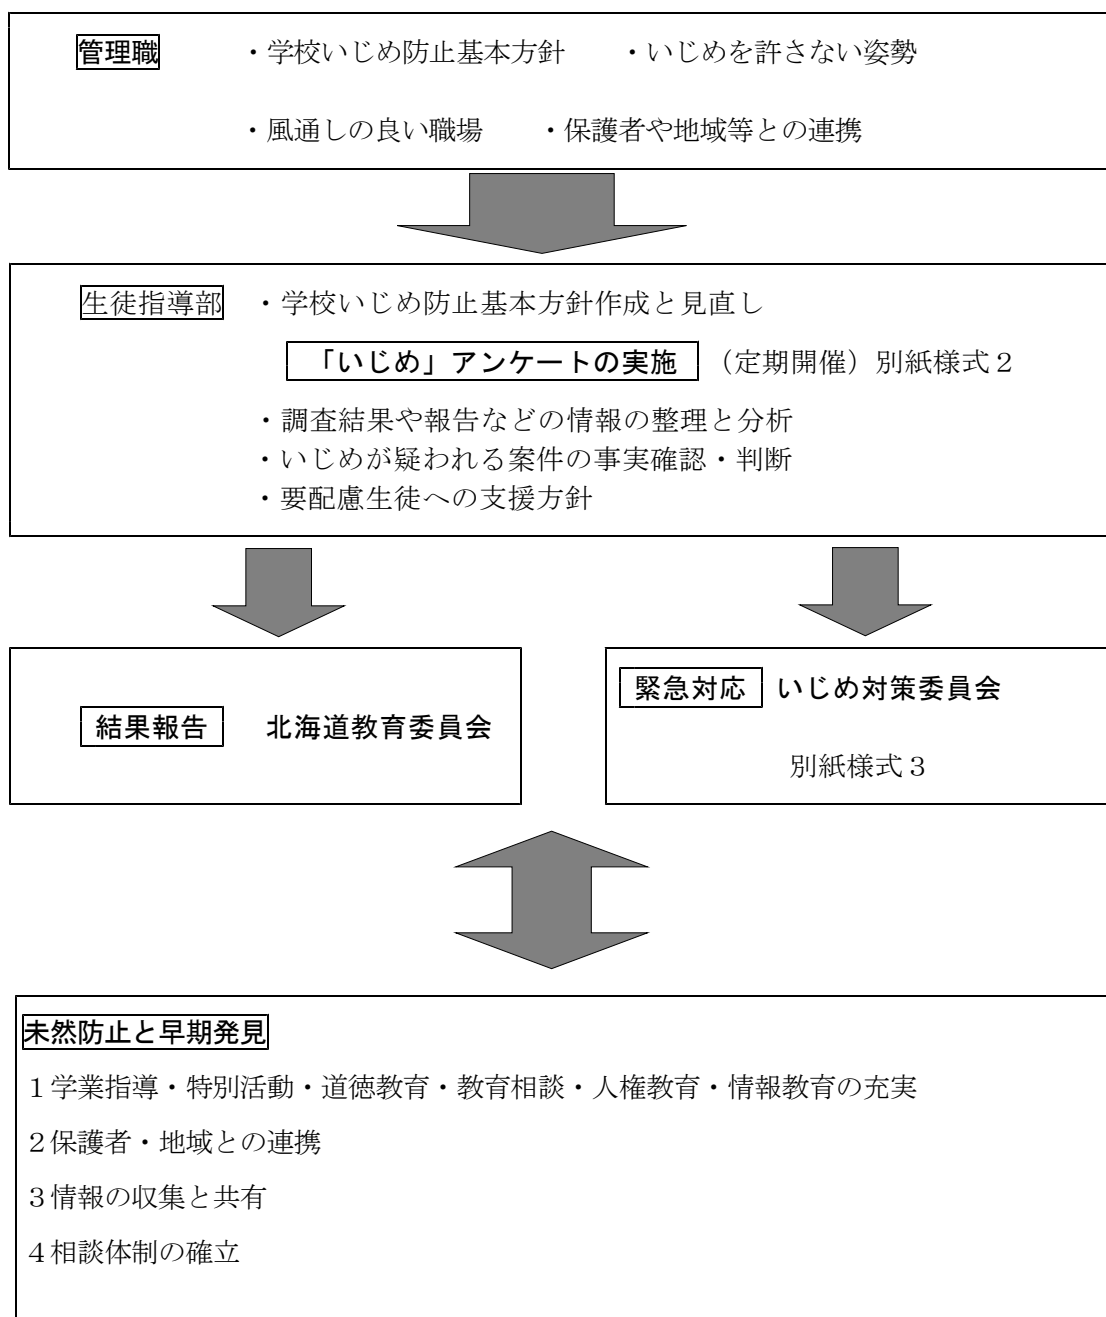 管理職 ・学校いじめ防止基本方針 ・いじめを許さない姿勢
・風通しの良い職場 ・保護者や地域等との連携
生徒指導部 ・学校いじめ防止基本方針作成と見直し
「いじめ」アンケートの実施 (定期開催)別紙様式2
・調査結果や報告などの情報の整理と分析
・いじめが疑われる案件の事実確認・判断
・要配慮生徒への支援方針
結果報告 北海道教育委員会
緊急対応 いじめ対策委員会
別紙様式3
未然防止と早期発見
1学業指導・特別活動・道徳教育・教育相談・人権教育・情報教育の充実
2保護者・地域との連携
3情報の収集と共有
4相談体制の確立